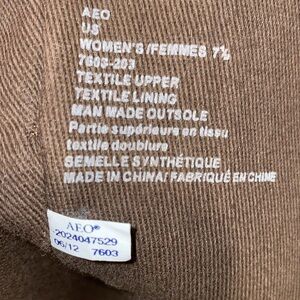 AEO
US
WOMEN'S/FEMMES 7½
7603-203
TEXTILE UPPER
TEXTILE LINING
MAN MADE OUTSOLE
Partie supérieure en tissu
textile doublure
SEMELLE SYNTHÉTIQUE
MADE IN CHINA/ FABRIQUÉ EN CHINE
AEO®
2024047529
06/12 7603